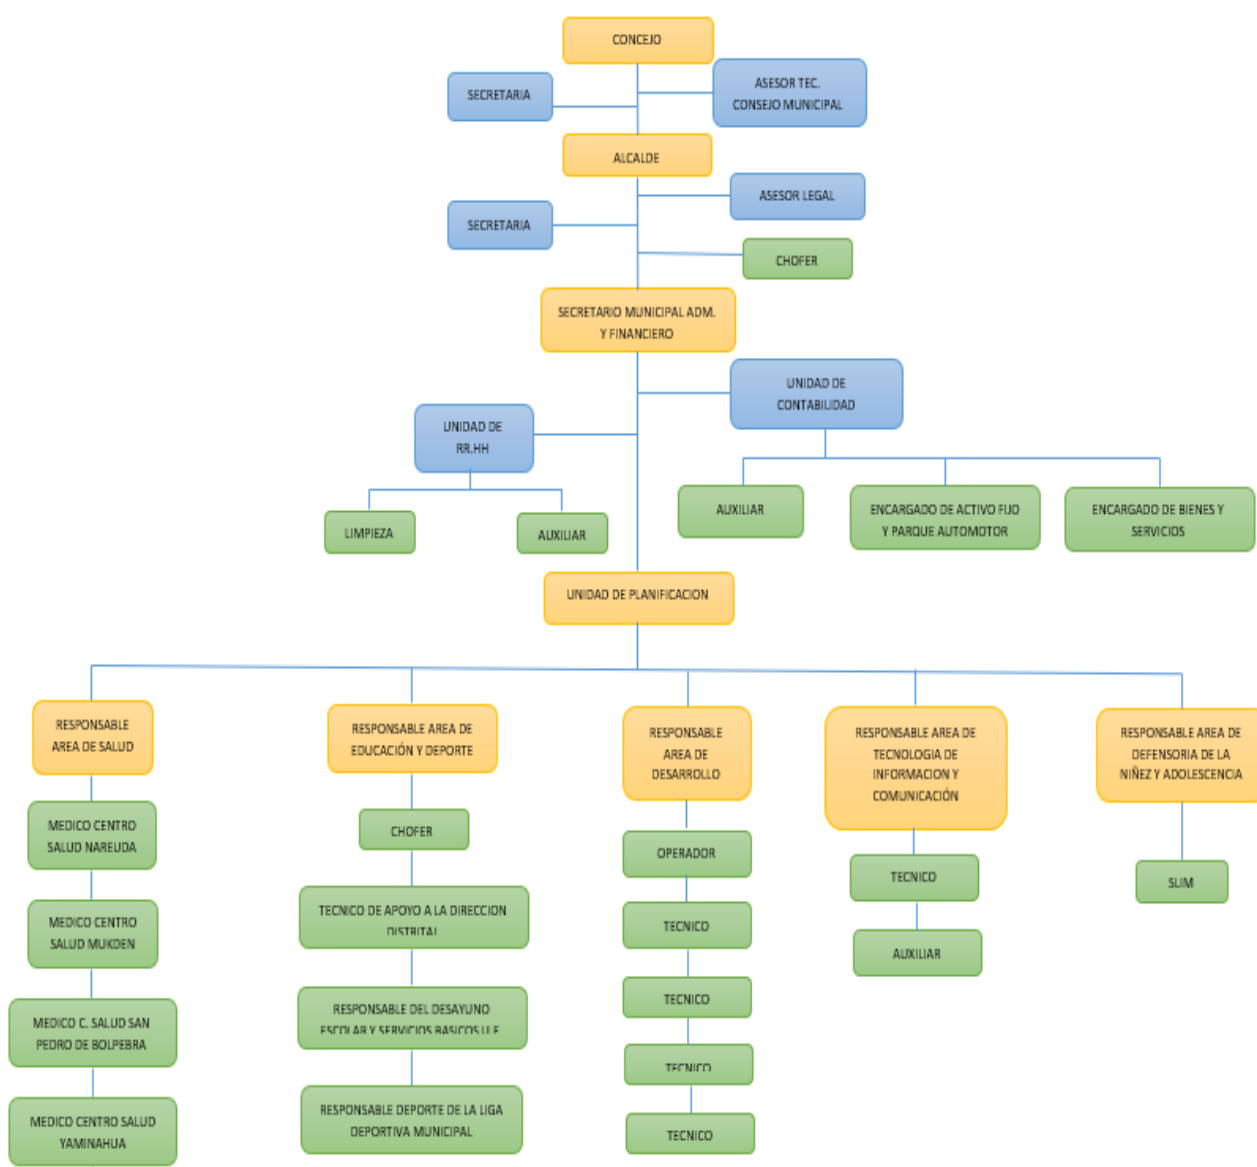 CONCEJO
SECRETARIA
ASESOR TEC.
CONSEJO MUNICIPAL
ALCALDE
ASESOR LEGAL
SECRETARIA
CHOFER
SECRETARIO MUNICIPAL ADM.
Y FINANCIERO
UNIDAD DE
CONTABILIDAD
UNIDAD DE
RR.HH
LIMPIEZA
AUXILIAR
AUXILIAR
ENCARGADO DE ACTIVO FIJO
Y PARQUE AUTOMOTOR
ENCARGADO DE BIENES Y
SERVICIOS
UNIDAD DE PLANIFICACION
RESPONSABLE
AREA DE SALUD
MEDICO CENTRO
SALUD NAREUDA
MEDICO CENTRO
SALUD MUKDEN
MEDICO C. SALUD SAN
PEDRO DE BOLPEBRA
MEDICO CENTRO SALUD
YAMINAHUA
RESPONSABLE AREA DE
EDUCACIÓN Y DEPORTE
CHOFER
TECNICO DE APOYO A LA DIRECCION
DISTRITAL
RESPONSABLE DEL DESAYUNO
ESCOLAR Y SERVICIOS BASICOS U.E
RESPONSABLE DEPORTE DE LA LIGA
DEPORTIVA MUNICIPAL
RESPONSABLE
AREA DE
DESARROLLO
OPERADOR
TECNICO
TECNICO
TECNICO
TECNICO
RESPONSABLE AREA DE
TECNOLOGIA DE
INFORMACION Y
COMUNICACIÓN
TECNICO
AUXILIAR
RESPONSABLE AREA DE
DEFENSORIA DE LA
NIÑEZ Y ADOLESCENCIA
SLIM